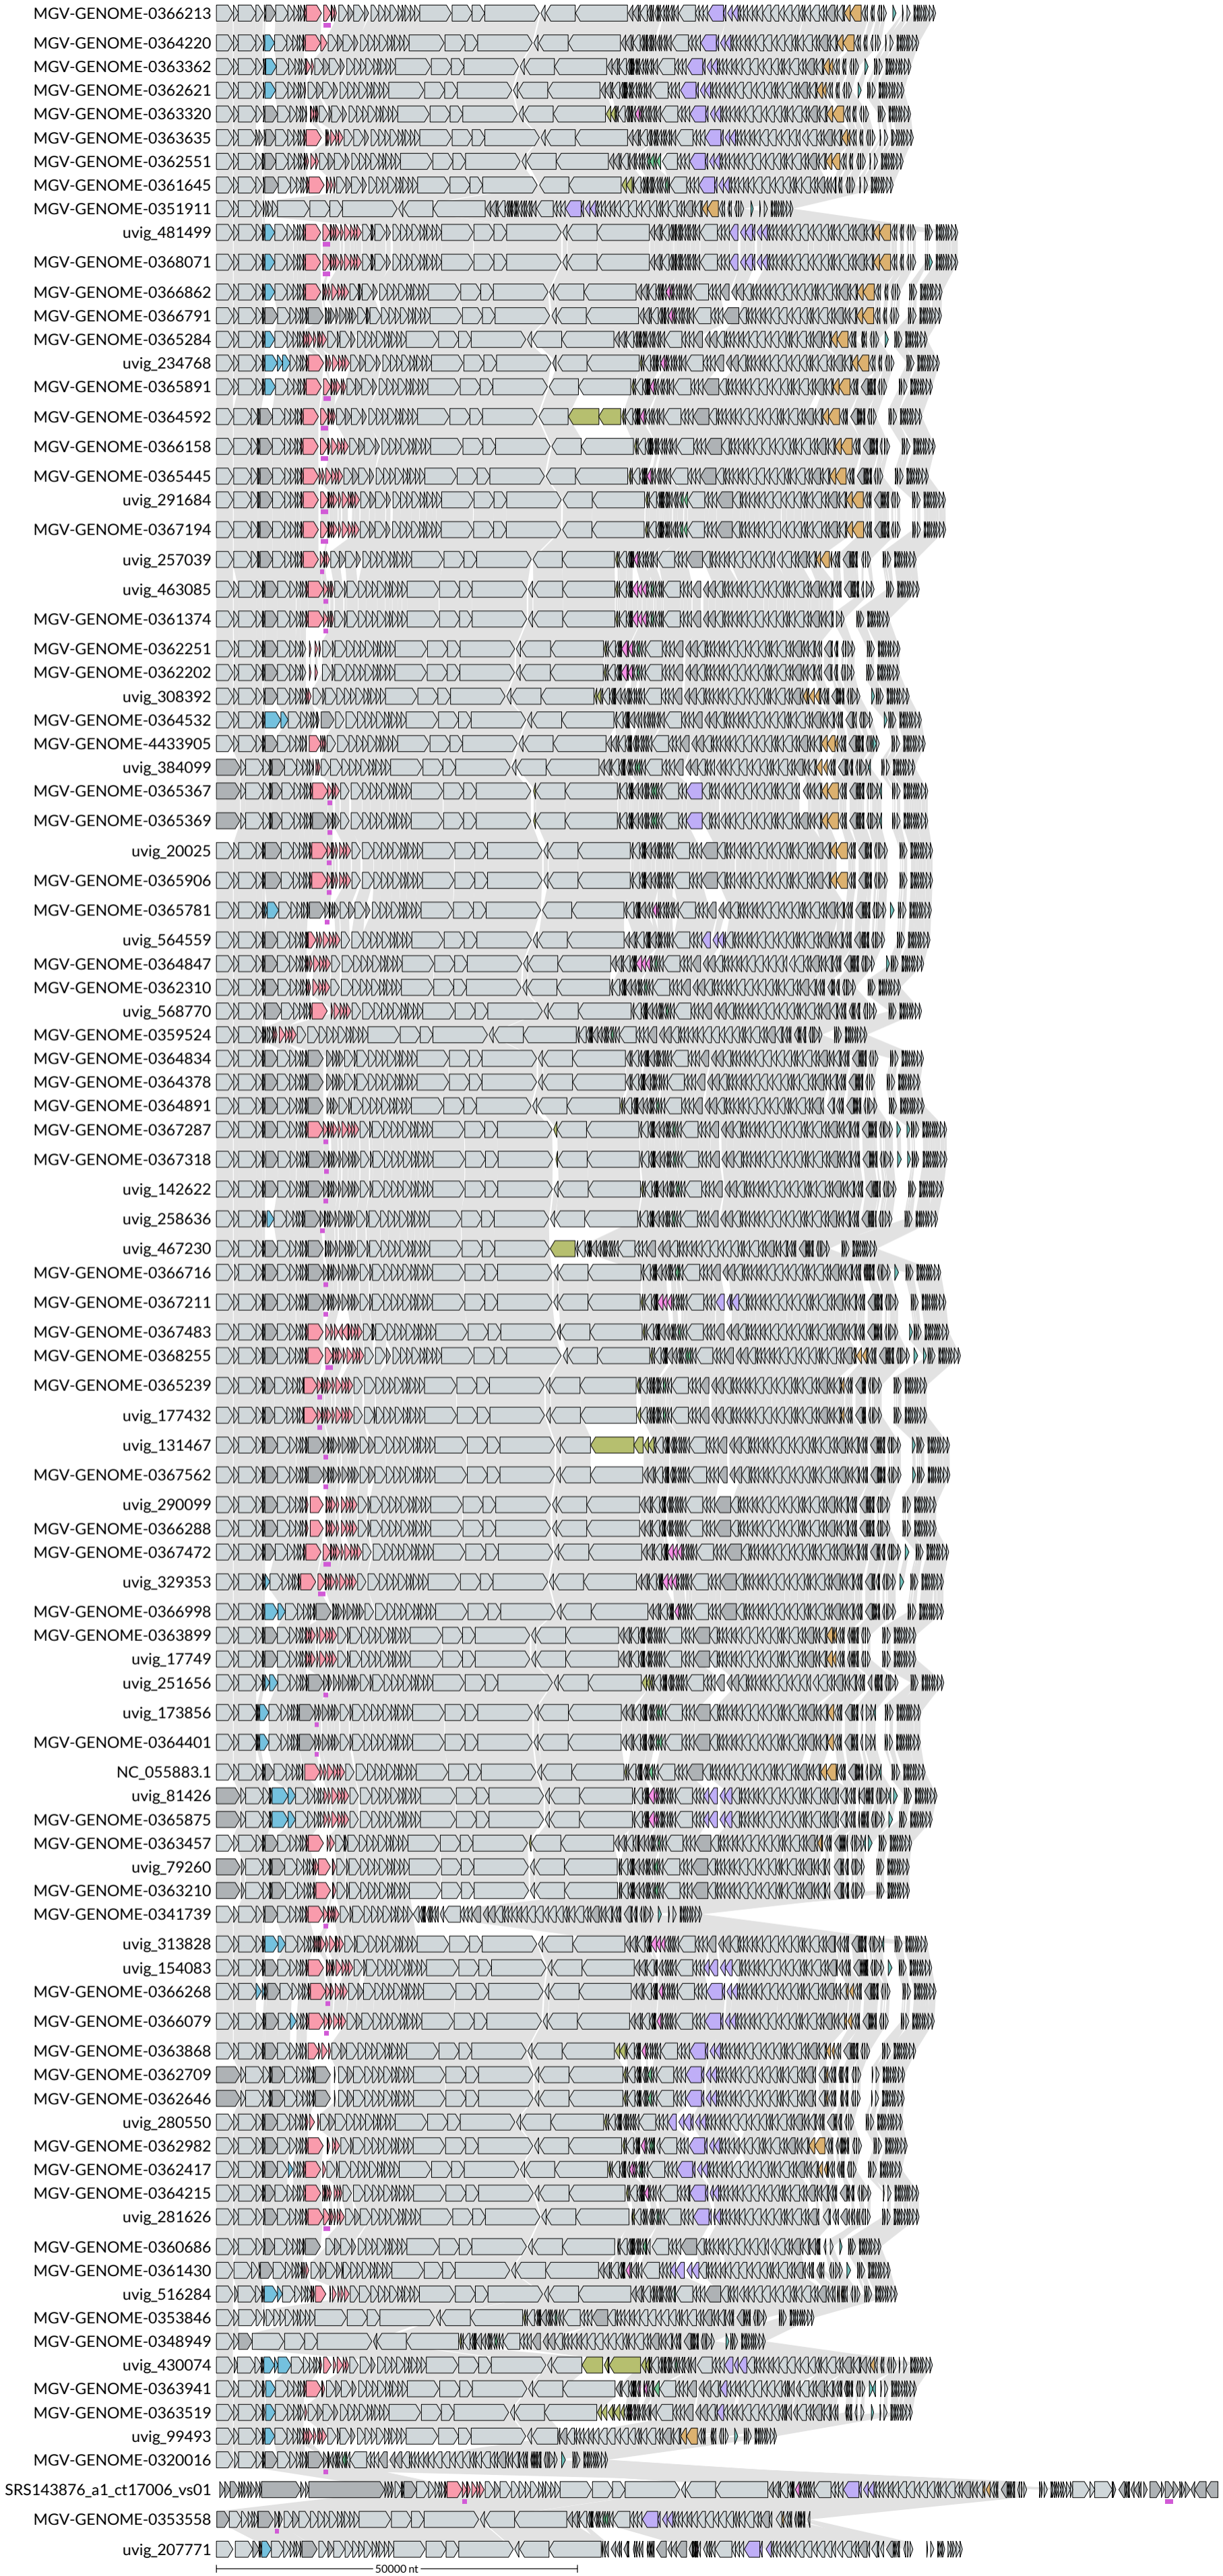 MGV-GENOME-0366213
MGV-GENOME-0364220
MGV-GENOME-0363362
MGV-GENOME-0362621
MGV-GENOME-0363320
MGV-GENOME-0363635
MGV-GENOME-0362551
MGV-GENOME-0361645
MGV-GENOME-0351911
uvig_481499
MGV-GENOME-0368071
MGV-GENOME-0366862
MGV-GENOME-0366791
MGV-GENOME-0365284
uvig_234768
MGV-GENOME-0365891
MGV-GENOME-0364592
MGV-GENOME-0366158
MGV-GENOME-0365445
uvig_291684
MGV-GENOME-0367194
uvig_257039
uvig_463085
MGV-GENOME-0361374
MGV-GENOME-0362251
MGV-GENOME-0362202
uvig_308392
MGV-GENOME-0364532
MGV-GENOME-4433905
uvig_384099
MGV-GENOME-0365367
MGV-GENOME-0365369
uvig_20025
MGV-GENOME-0365906
MGV-GENOME-0365781
uvig_564559
MGV-GENOME-0364847
MGV-GENOME-0362310
uvig_568770
MGV-GENOME-0359524
MGV-GENOME-0364834
MGV-GENOME-0364378
MGV-GENOME-0364891
MGV-GENOME-0367287
MGV-GENOME-0367318
uvig_142622
uvig_258636
uvig_467230
MGV-GENOME-0366716
MGV-GENOME-0367211
MGV-GENOME-0367483
MGV-GENOME-0368255
MGV-GENOME-0365239
uvig_177432
uvig_131467
MGV-GENOME-0367562
uvig_290099
MGV-GENOME-0366288
MGV-GENOME-0367472
uvig_329353
MGV-GENOME-0366998
MGV-GENOME-0363899
uvig_17749
uvig_251656
uvig_173856
MGV-GENOME-0364401
NC_055883.1
uvig_81426
MGV-GENOME-0365875
MGV-GENOME-0363457
uvig_79260
MGV-GENOME-0363210
MGV-GENOME-0341739
uvig_313828
uvig_154083
MGV-GENOME-0366268
MGV-GENOME-0366079
MGV-GENOME-0363868
MGV-GENOME-0362709
MGV-GENOME-0362646
uvig_280550
MGV-GENOME-0362982
MGV-GENOME-0362417
MGV-GENOME-0364215
uvig_281626
MGV-GENOME-0360686
MGV-GENOME-0361430
uvig_516284
MGV-GENOME-0353846
MGV-GENOME-0348949
uvig_430074
MGV-GENOME-0363941
MGV-GENOME-0363519
uvig_99493
MGV-GENOME-0320016
SRS143876_a1_ct17006_vs01
MGV-GENOME-0353558
uvig_207771
50000 nt